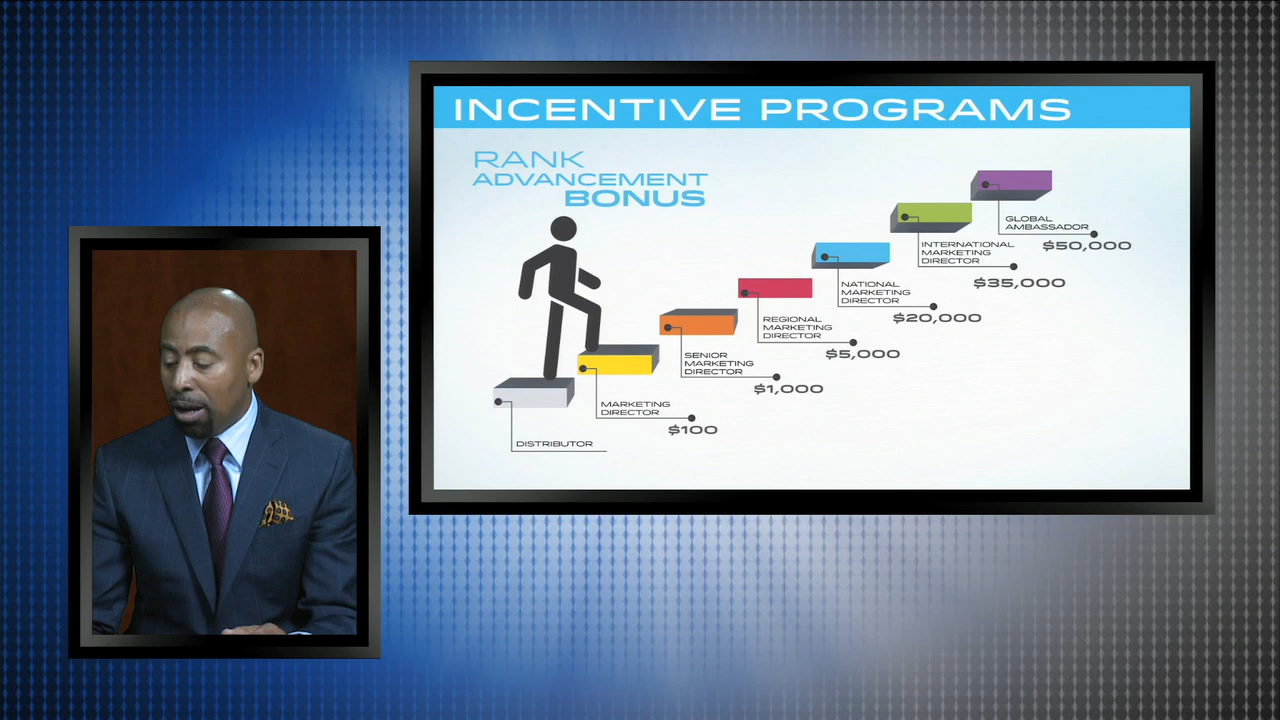 INCENTIVE PROGRAMS
RANK
ADVANCEMENT
BONUS
GLOBAL
AMBASSADOR
$50,000
INTERNATIONAL
MARKETING
DIRECTOR
$35,000
NATIONAL
MARKETING
DIRECTOR
$20,000
REGIONAL
MARKETING
DIRECTOR
$5,000
SENIOR
MARKETING
DIRECTOR
$1,000
MARKETING
DIRECTOR
$100
DISTRIBUTOR